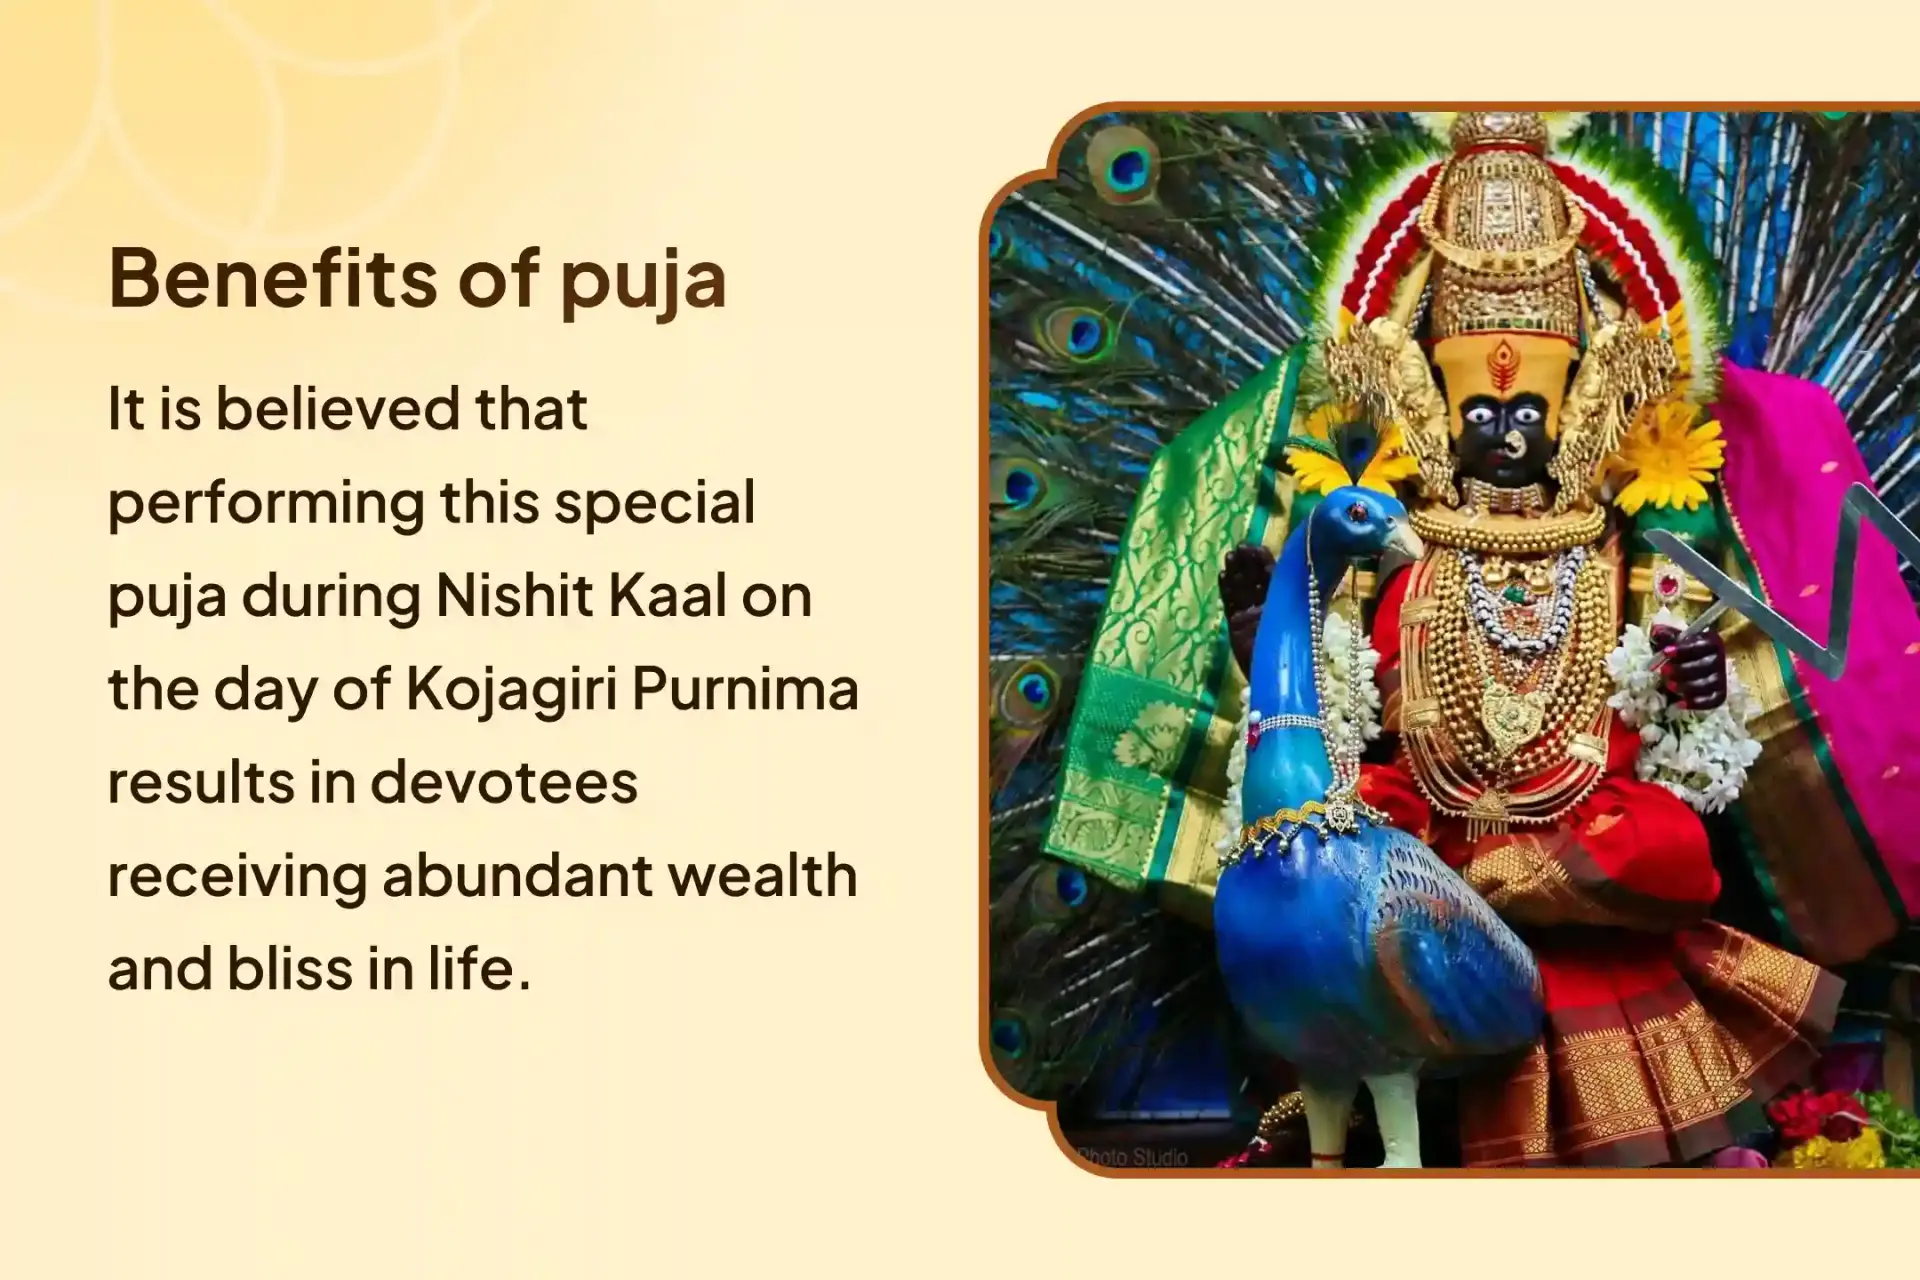 Benefits of puja
It is believed that
performing this special
puja during Nishit Kaal on
the day of Kojagiri Purnima
results in devotees
receiving abundant wealth
and bliss in life.
Photo Studio